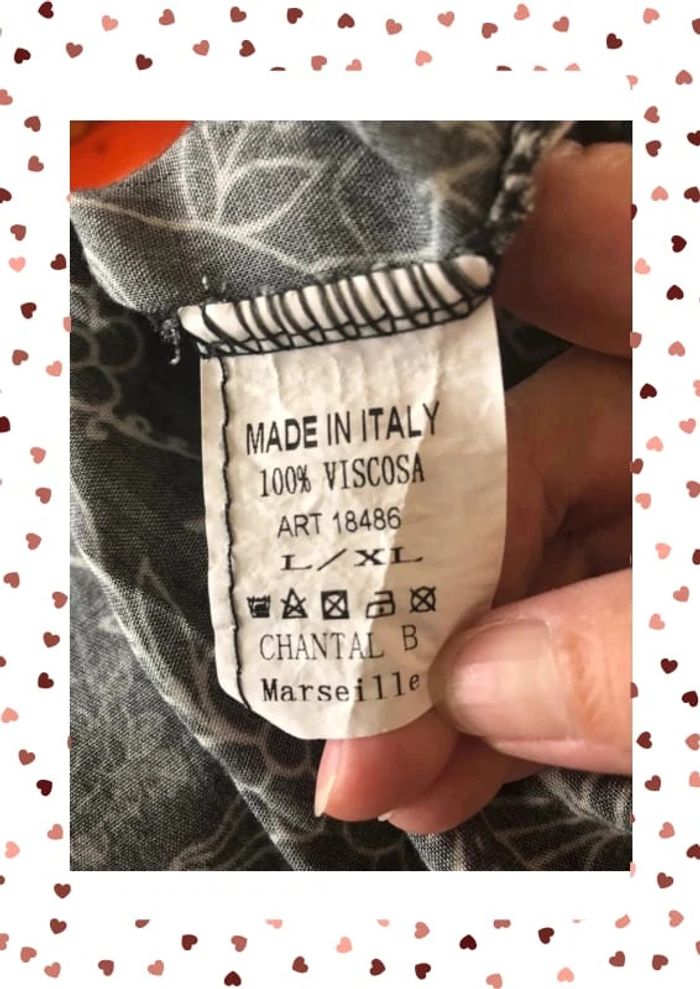 MADE IN ITALY
100% VISCOSA
ART 18486
L/XL
CHANTAL B
Marseille